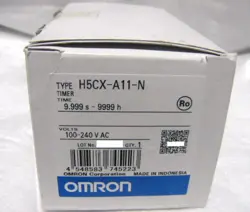 TYPE H5CX-A11-N
TIMER
TIME
9.999 s - 9999 h
Ro
VOLTS
100-240 V AC
LOT No. QTY. 1
4 548583 745223
OMRON Corporation MADE IN
OMRON